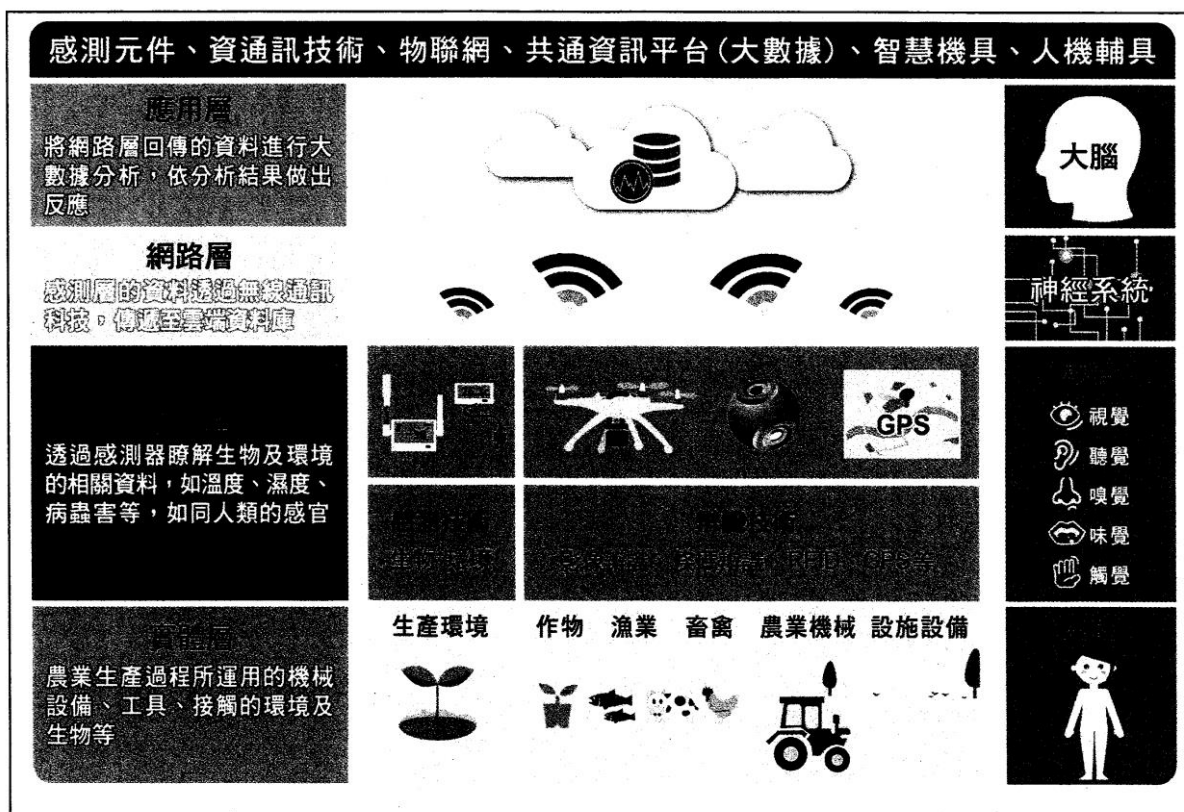 感測元件、資通訊技術、物聯網、共通資訊平台(大數據)、智慧機具、人機輔具
應用層
將網路層回傳的資料進行大
數據分析,依分析結果做出
反應
大腦
網路層
感測層的資料透過無線通訊
科技,傳遞至雲端資料庫
神經系統
透過感測器瞭解生物及環境
的相關資料,如溫度、濕度、
病蟲害等,如同人類的感官
GPS
視覺
聽覺
嗅覺
味覺
觸覺
實體層
農業生產過程所運用的機械
設備、工具、接觸的環境及
生物等
生產環境
作物
漁業
畜禽
農業機械
設施設備